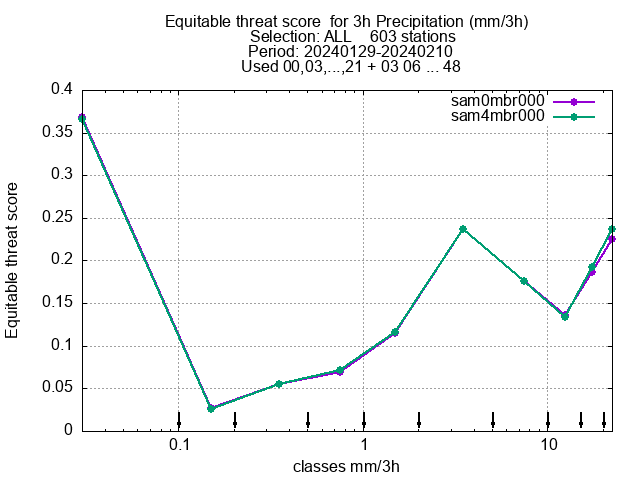 Equitable threat score  for 3h Precipitation (mm/3h)
Selection: ALL    603 stations
Period: 20240129-20240210
Used 00,03,...,21 + 03 06 ... 48
sam0mbr000
sam4mbr000
0.4
0.35
0.3
0.25
0.2
0.15
0.1
0.05
0
Equitable threat score
0.1 1 10
classes mm/3h